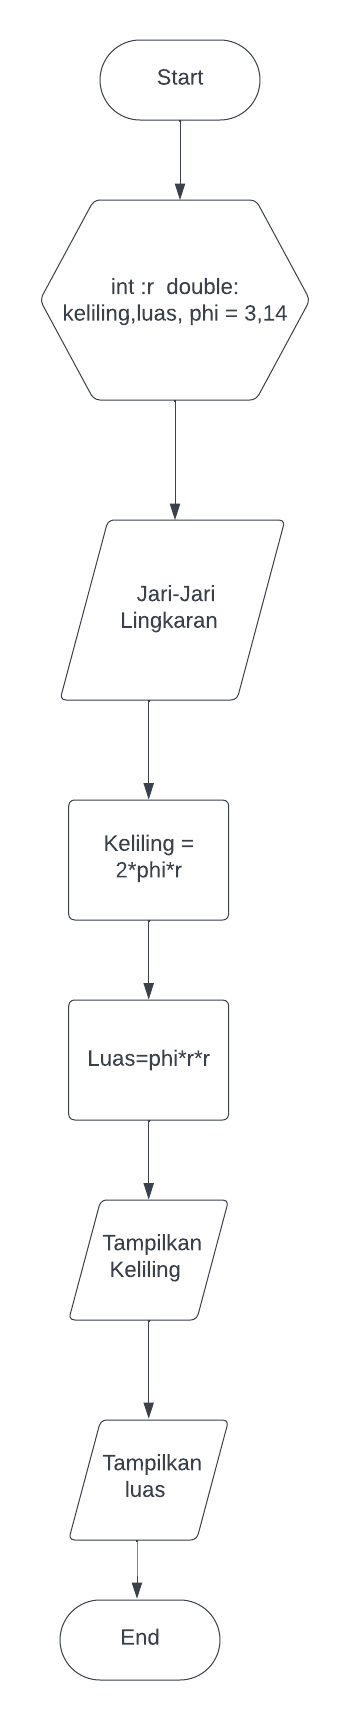 Start
int :r  double:
keliling,luas, phi = 3,14
Jari-Jari
Lingkaran
Keliling =
2*phi*r
Luas=phi*r*r
Tampilkan
Keliling
Tampilkan
luas
End